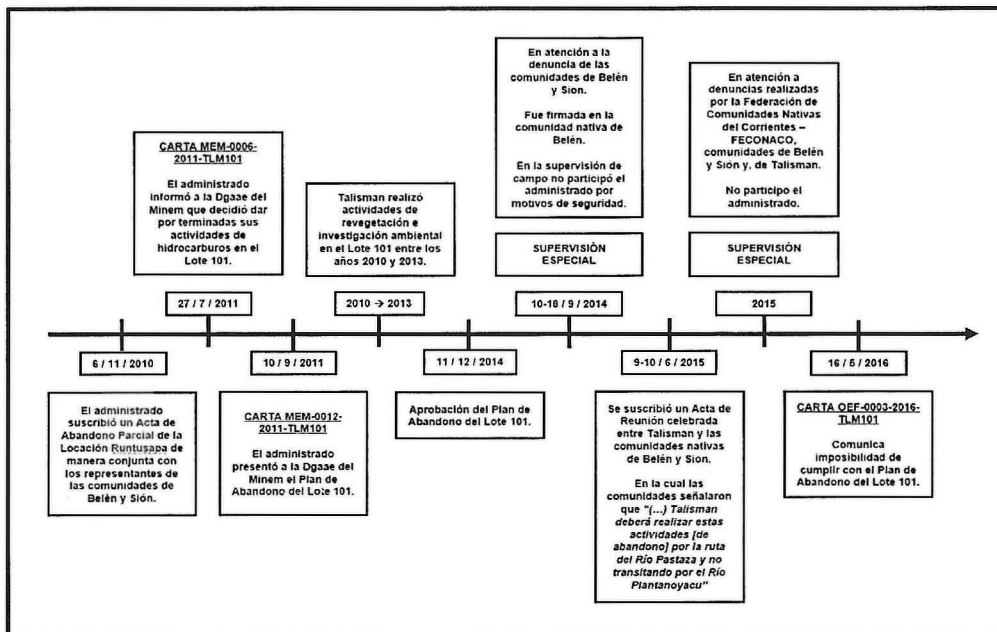 CARTA MEM-0006-
2011-TLM101
El administrado
informó a la Dgaae del
Minem que decidió dar
por terminadas sus
actividades de
hidrocarburos en el
Lote 101.
27 / 7 / 2011
Talisman realizó
actividades de
revegetación e
investigación ambiental
en el Lote 101 entre los
años 2010 y 2013.
2010 → 2013
En atención a la
denuncia de las
comunidades de Belén
y Sion.
Fue firmada en la
comunidad nativa de
Belén.
En la supervisión de
campo no participó el
administrado por
motivos de seguridad.
SUPERVISIÓN
ESPECIAL
10-18 / 9 / 2014
En atención a
denuncias realizadas
por la Federación de
Comunidades Nativas
del Corrientes –
FECONACO,
comunidades de Belén
y Sión y, de Talisman.
No participo el
administrado.
SUPERVISIÓN
ESPECIAL
2015
6 / 11 / 2010
El administrado
suscribió un Acta de
Abandono Parcial de la
Locación Runtusapa de
manera conjunta con
los representantes de
las comunidades de
Belén y Sión.
10 / 9 / 2011
CARTA MEM-0012-
2011-TLM101
El administrado
presentó a la Dgaae del
Minem el Plan de
Abandono del Lote 101.
11 / 12 / 2014
Aprobación del Plan de
Abandono del Lote 101.
9-10 / 6 / 2015
Se suscribió un Acta de
Reunión celebrada
entre Talisman y las
comunidades nativas
de Belén y Sion.
En la cual las
comunidades señalaron
que "(...) Talisman
deberá realizar estas
actividades [de
abandono] por la ruta
del Río Pastaza y no
transitando por el Río
Plantanoyacu"
16 / 5 / 2016
CARTA OEF-0003-2016-
TLM101
Comunica
imposibilidad de
cumplir con el Plan de
Abandono del Lote 101.